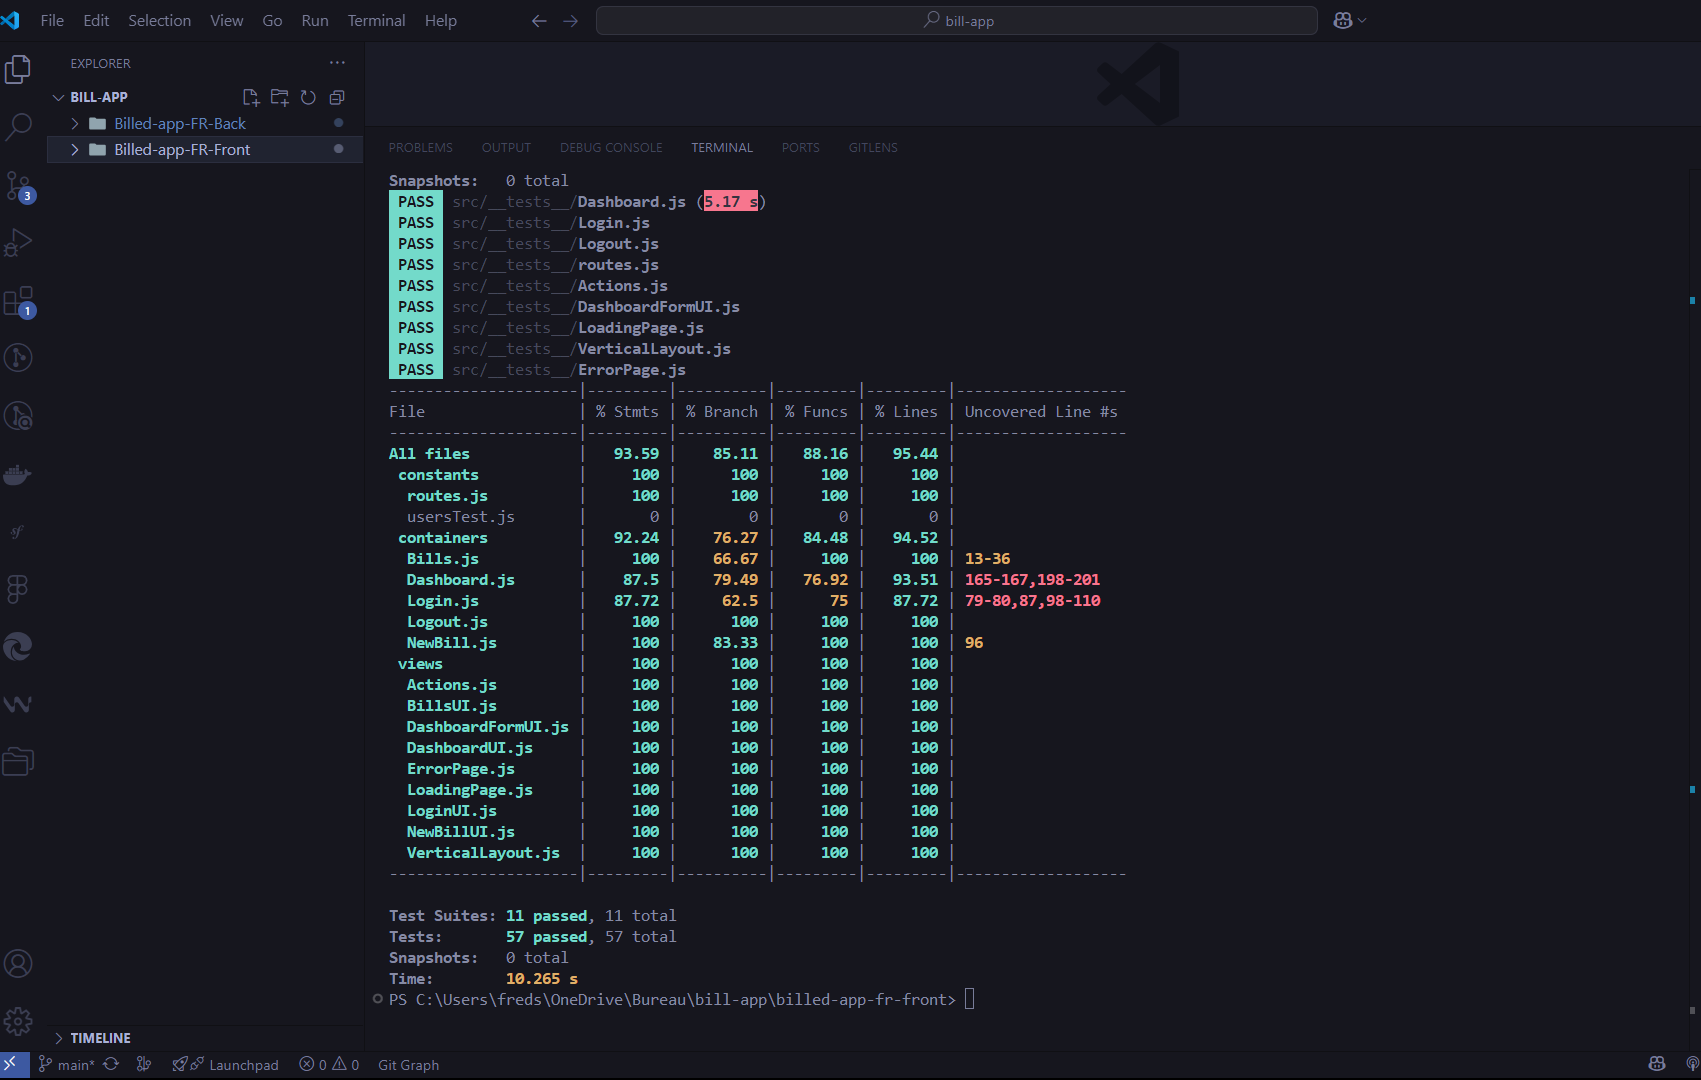 File Edit Selection View Go Run Terminal Help
bill-app
EXPLORER
BILL-APP
Billed-app-FR-Back
Billed-app-FR-Front
3
1
PROBLEMS OUTPUT DEBUG CONSOLE TERMINAL PORTS GITLENS
Snapshots:   0 total
PASS src/__tests__/Dashboard.js (5.17 s)
PASS src/__tests__/Login.js
PASS src/__tests__/Logout.js
PASS src/__tests__/routes.js
PASS src/__tests__/Actions.js
PASS src/__tests__/DashboardFormUI.js
PASS src/__tests__/LoadingPage.js
PASS src/__tests__/VerticalLayout.js
PASS src/__tests__/ErrorPage.js
---------------------|---------|----------|---------|---------|-------------------
File                 | % Stmts | % Branch | % Funcs | % Lines | Uncovered Line #s
---------------------|---------|----------|---------|---------|-------------------
All files            |   93.59 |    85.11 |   88.16 |   95.44 |
 constants           |     100 |      100 |     100 |     100 |
  routes.js          |     100 |      100 |     100 |     100 |
  usersTest.js       |       0 |        0 |       0 |       0 |
 containers          |   92.24 |    76.27 |   84.48 |   94.52 |
  Bills.js           |     100 |    66.67 |     100 |     100 | 13-36
  Dashboard.js       |    87.5 |    79.49 |   76.92 |   93.51 | 165-167,198-201
  Login.js           |   87.72 |     62.5 |      75 |   87.72 | 79-80,87,98-110
  Logout.js          |     100 |      100 |     100 |     100 |
  NewBill.js         |     100 |    83.33 |     100 |     100 | 96
 views               |     100 |      100 |     100 |     100 |
  Actions.js         |     100 |      100 |     100 |     100 |
  BillsUI.js         |     100 |      100 |     100 |     100 |
  DashboardFormUI.js |     100 |      100 |     100 |     100 |
  DashboardUI.js     |     100 |      100 |     100 |     100 |
  ErrorPage.js       |     100 |      100 |     100 |     100 |
  LoadingPage.js     |     100 |      100 |     100 |     100 |
  LoginUI.js         |     100 |      100 |     100 |     100 |
  NewBillUI.js       |     100 |      100 |     100 |     100 |
  VerticalLayout.js  |     100 |      100 |     100 |     100 |
---------------------|---------|----------|---------|---------|-------------------
Test Suites: 11 passed, 11 total
Tests:       57 passed, 57 total
Snapshots:   0 total
Time:        10.265 s
PS C:\Users\freds\OneDrive\Bureau\bill-app\billed-app-fr-front>
TIMELINE
main* Launchpad 0 0 Git Graph